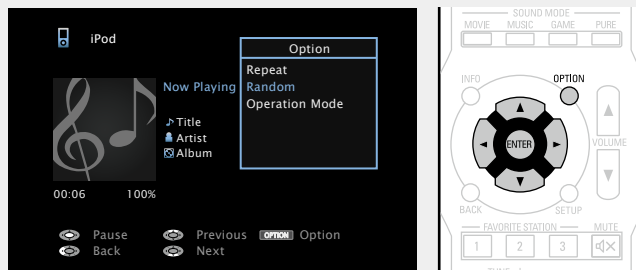 iPod
Option
Repeat
Random
Operation Mode
Now Playing
Title
Artist
Album
00:06 100%
Pause Previous OPTION Option
Back Next
SOUND MODE
MOVIE MUSIC GAME PURE
INFO OPTION
ENTER
VOLUME
BACK SETUP
FAVORITE STATION MUTE
1 2 3